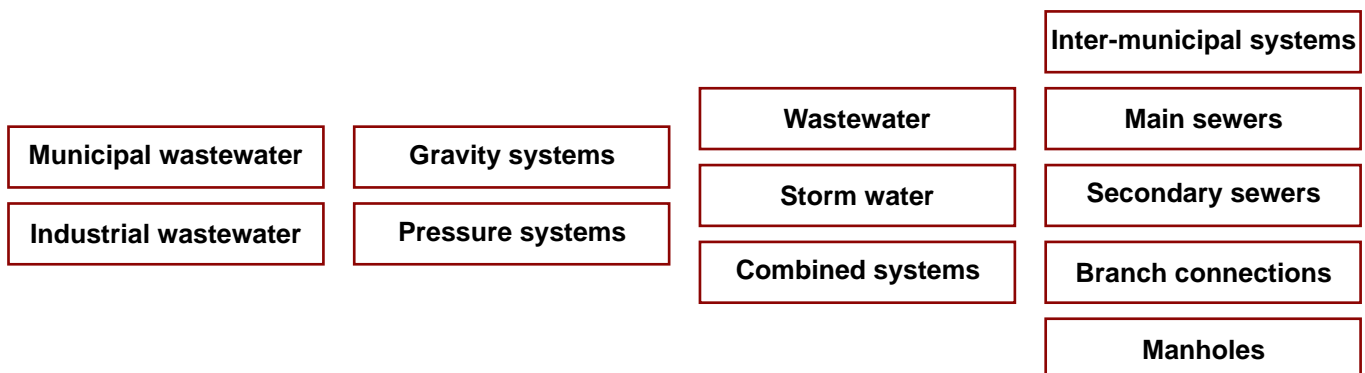 Municipal wastewater
Industrial wastewater
Gravity systems
Pressure systems
Wastewater
Storm water
Combined systems
Inter-municipal systems
Main sewers
Secondary sewers
Branch connections
Manholes